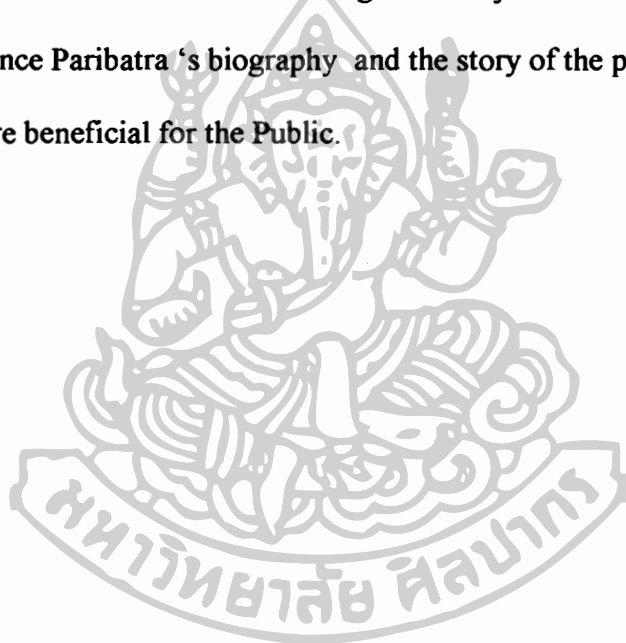 nce Paribatra ‘s biography and the story of the p
e beneficial for the Public.
มหาวิทยาลัย ศิลปากร